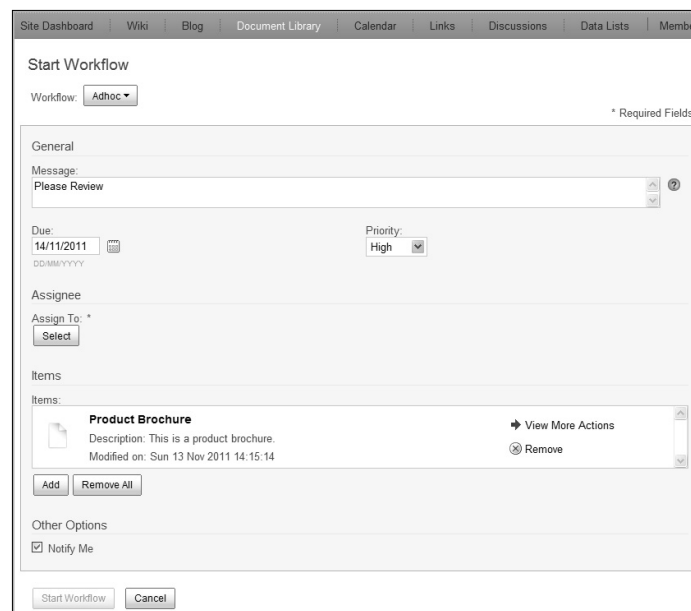 Site Dashboard Wiki Blog Document Library Calendar Links Discussions Data Lists Membe
Start Workflow
Workflow: Adhoc
* Required Fields
General
Message:
Please Review
Due: Priority:
14/11/2011 High
DD/MM/YYYY
Assignee
Assign To: *
Select
Items
Items:
Product Brochure
Description: This is a product brochure.
Modified on: Sun 13 Nov 2011 14:15:14
View More Actions
Remove
Add Remove All
Other Options
Notify Me
Start Workflow Cancel